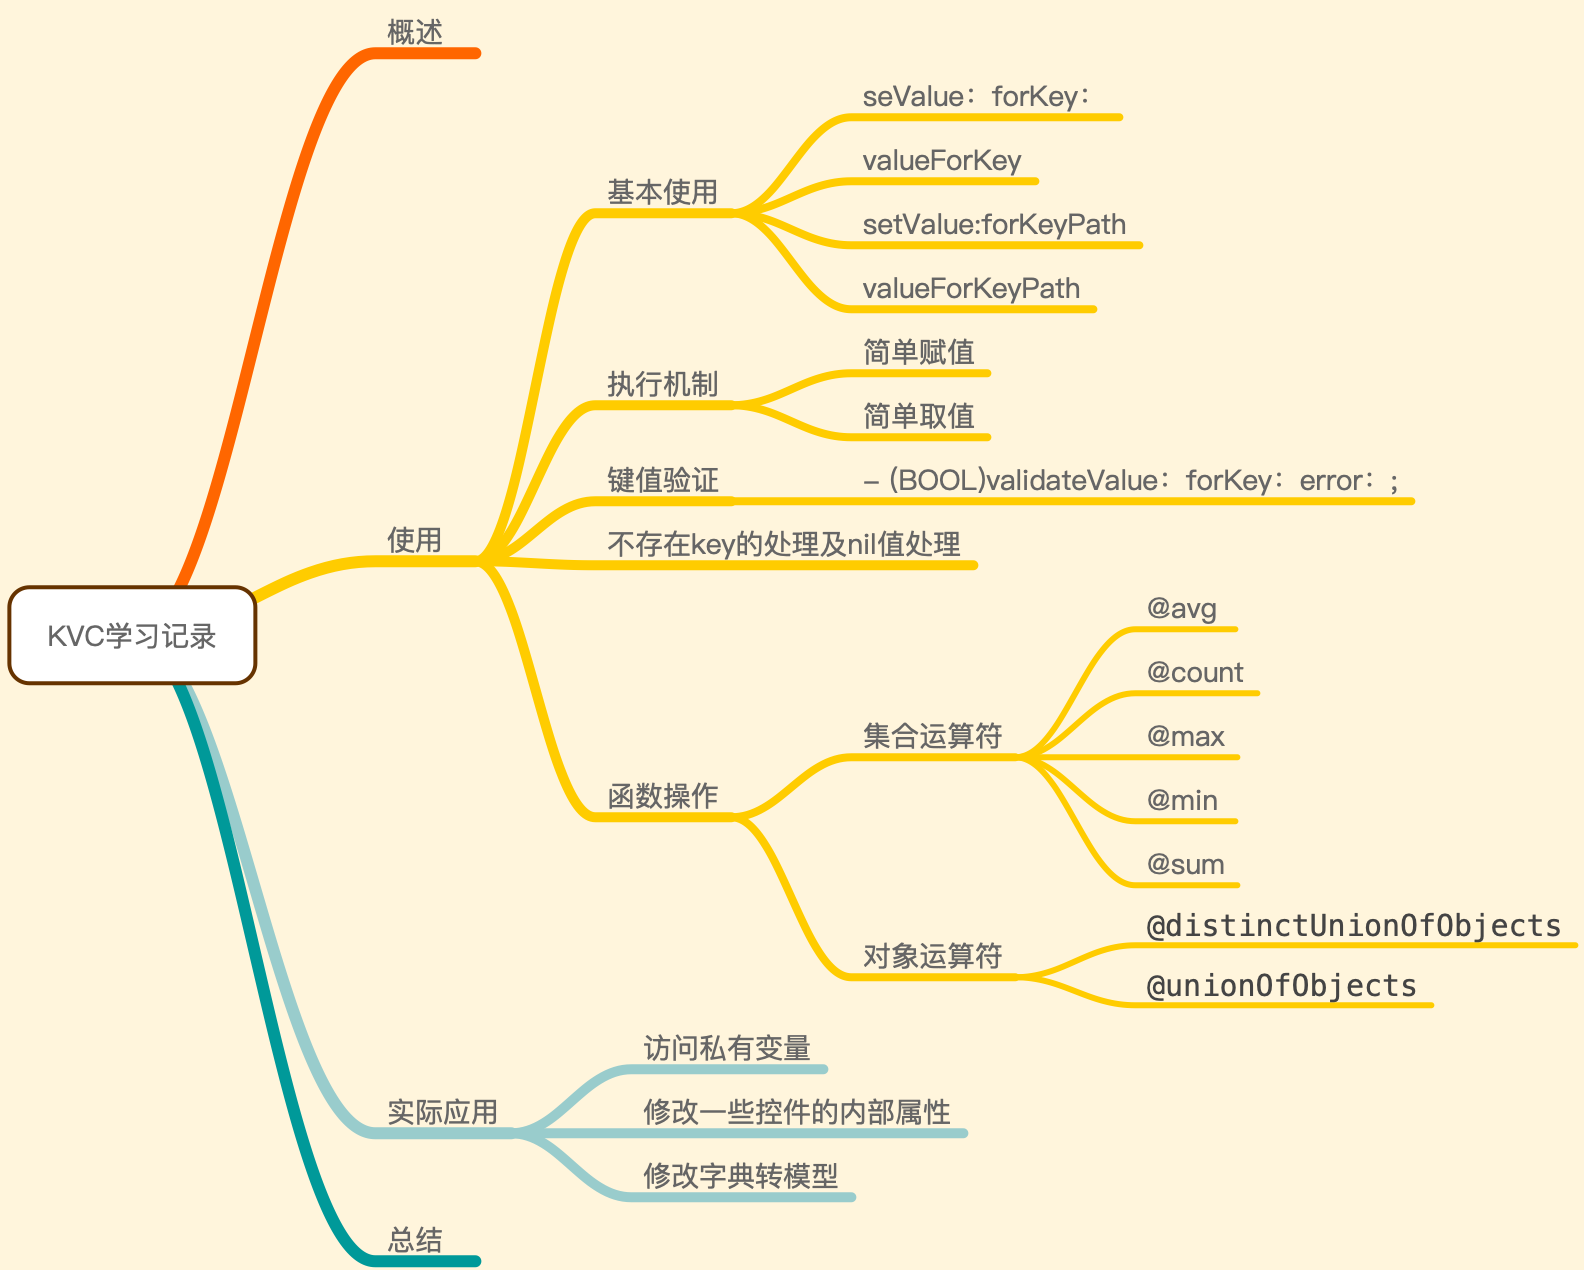 概述
seValue：forKey：
valueForKey
基本使用
setValue:forKeyPath
valueForKeyPath
简单赋值
执行机制
简单取值
键值验证
– (BOOL)validateValue：forKey：error：;
使用
不存在key的处理及nil值处理
@avg
KVC学习记录
@count
集合运算符
@max
函数操作
@min
@sum
@distinctUnionOfObjects
对象运算符
@unionOfObjects
访问私有变量
实际应用
修改一些控件的内部属性
修改字典转模型
总结